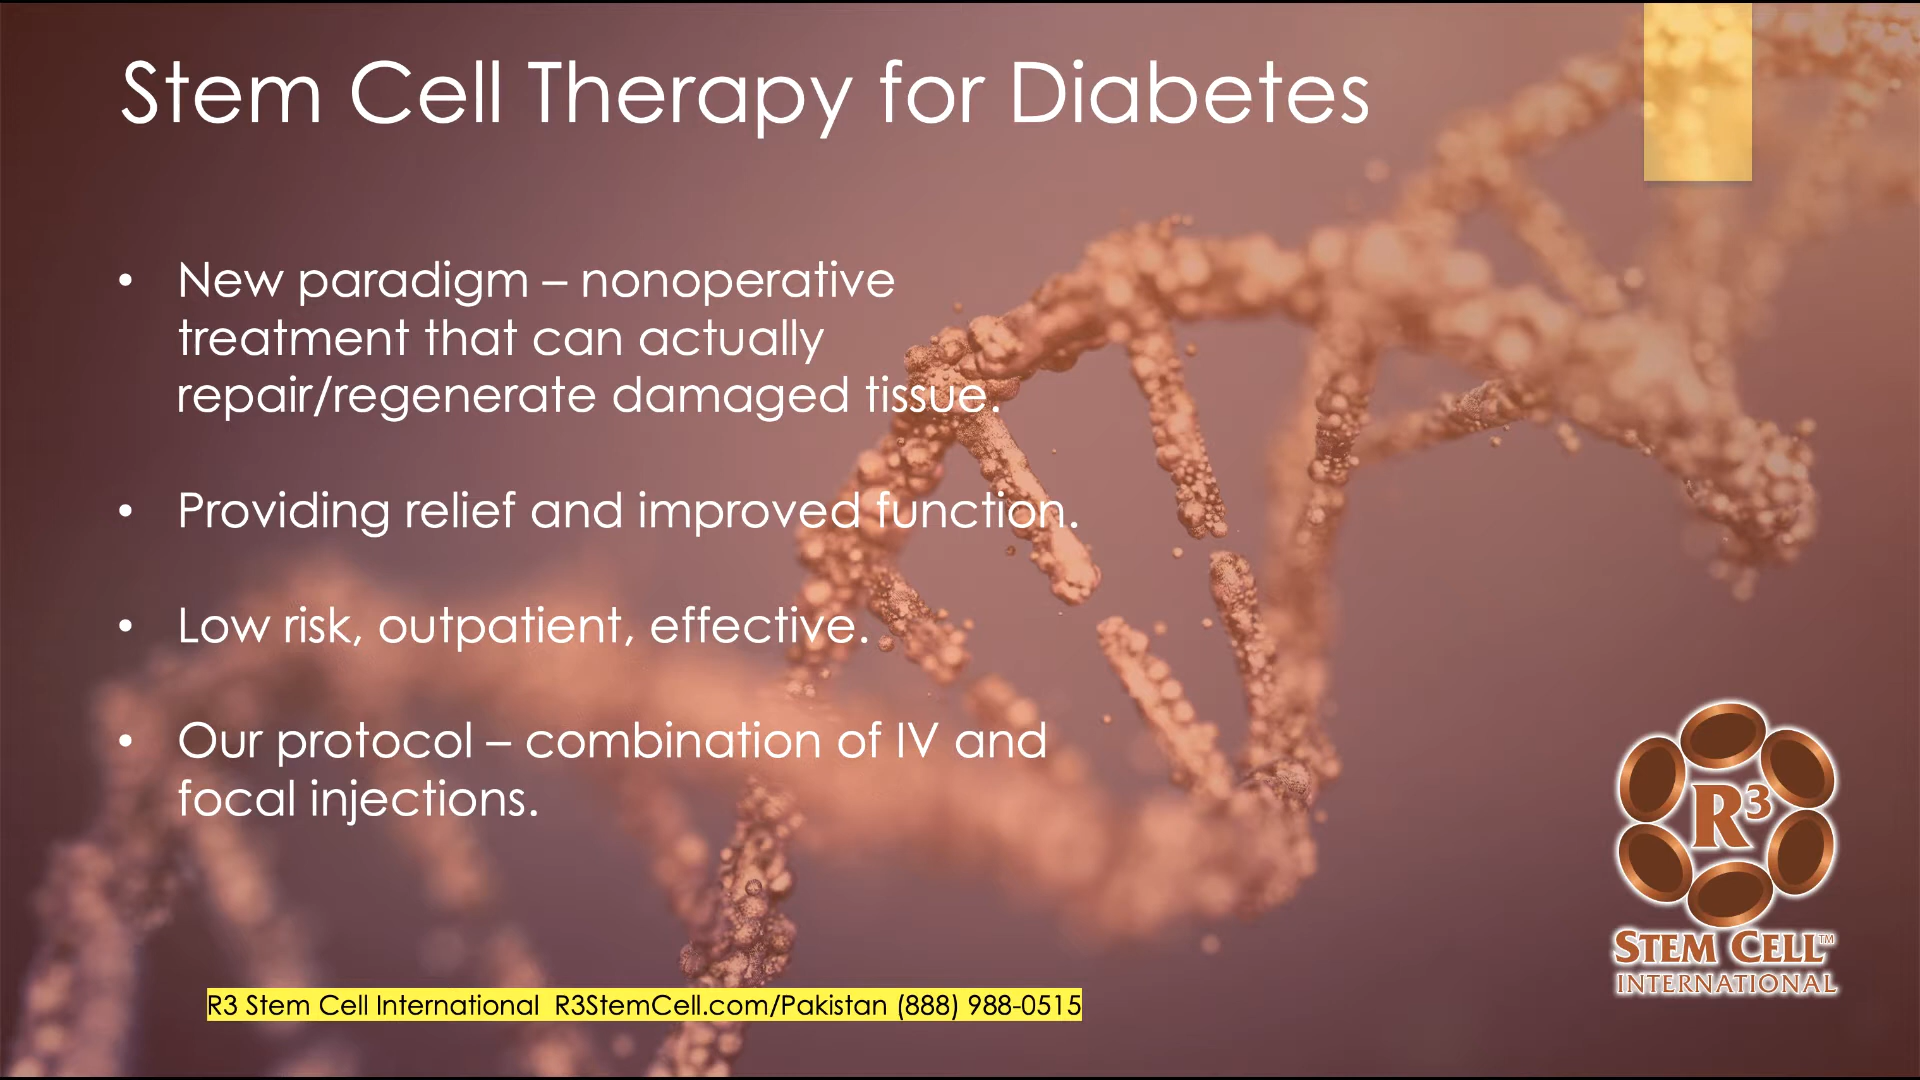 Stem Cell Therapy for Diabetes
• New paradigm – nonoperative
treatment that can actually
repair/regenerate damaged tissue.
• Providing relief and improved function.
• Low risk, outpatient, effective.
• Our protocol – combination of IV and
focal injections.
R3
STEM CELL™
INTERNATIONAL
R3 Stem Cell International  R3StemCell.com/Pakistan (888) 988-0515